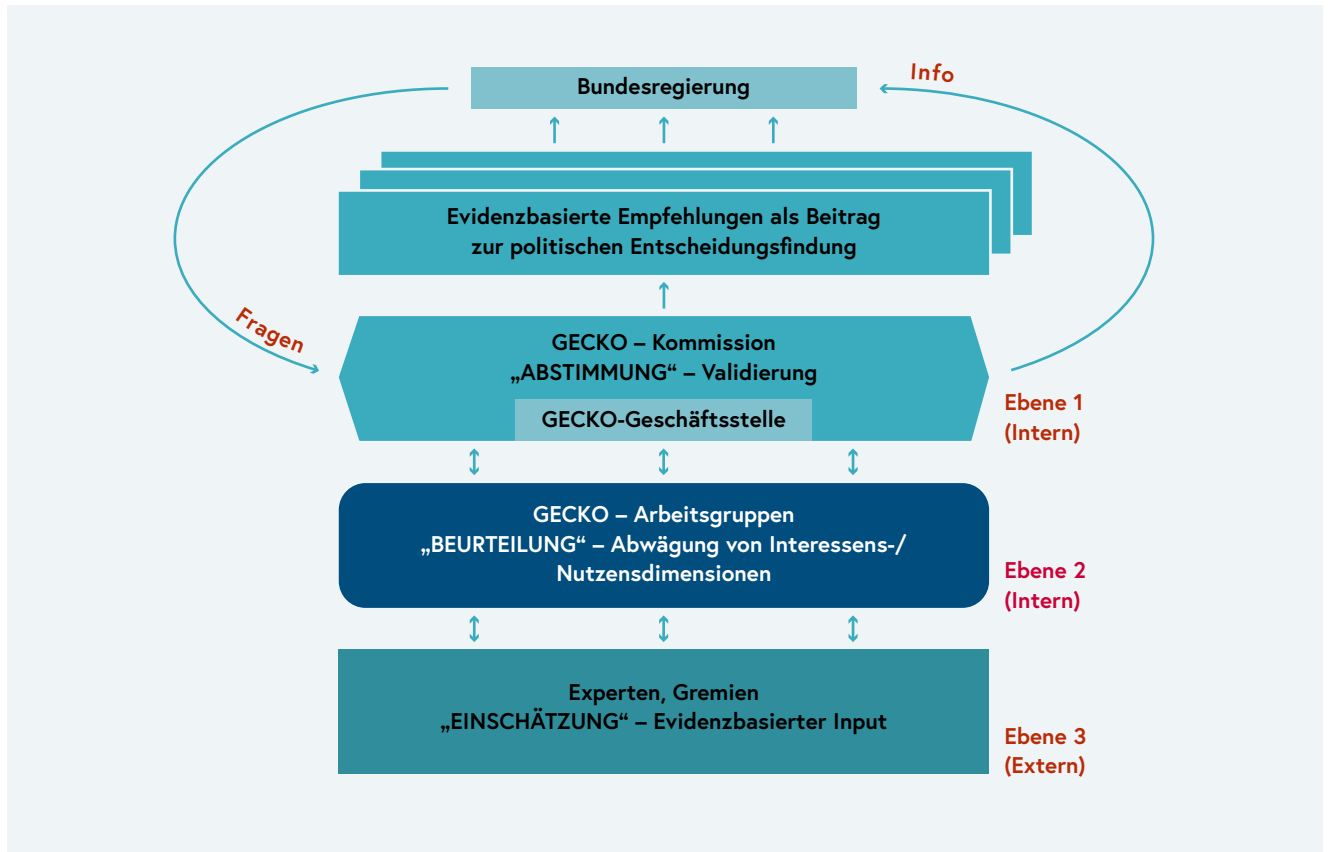 Info
Bundesregierung
Evidenzbasierte Empfehlungen als Beitrag
zur politischen Entscheidungsfindung
Fragen
GECKO – Kommission
„ABSTIMMUNG“ – Validierung
GECKO-Geschäftsstelle
Ebene 1
(Intern)
GECKO – Arbeitsgruppen
„BEURTEILUNG“ – Abwägung von Interessens-/
Nutzensdimensionen
Ebene 2
(Intern)
Experten, Gremien
„EINSCHÄTZUNG“ – Evidenzbasierter Input
Ebene 3
(Extern)